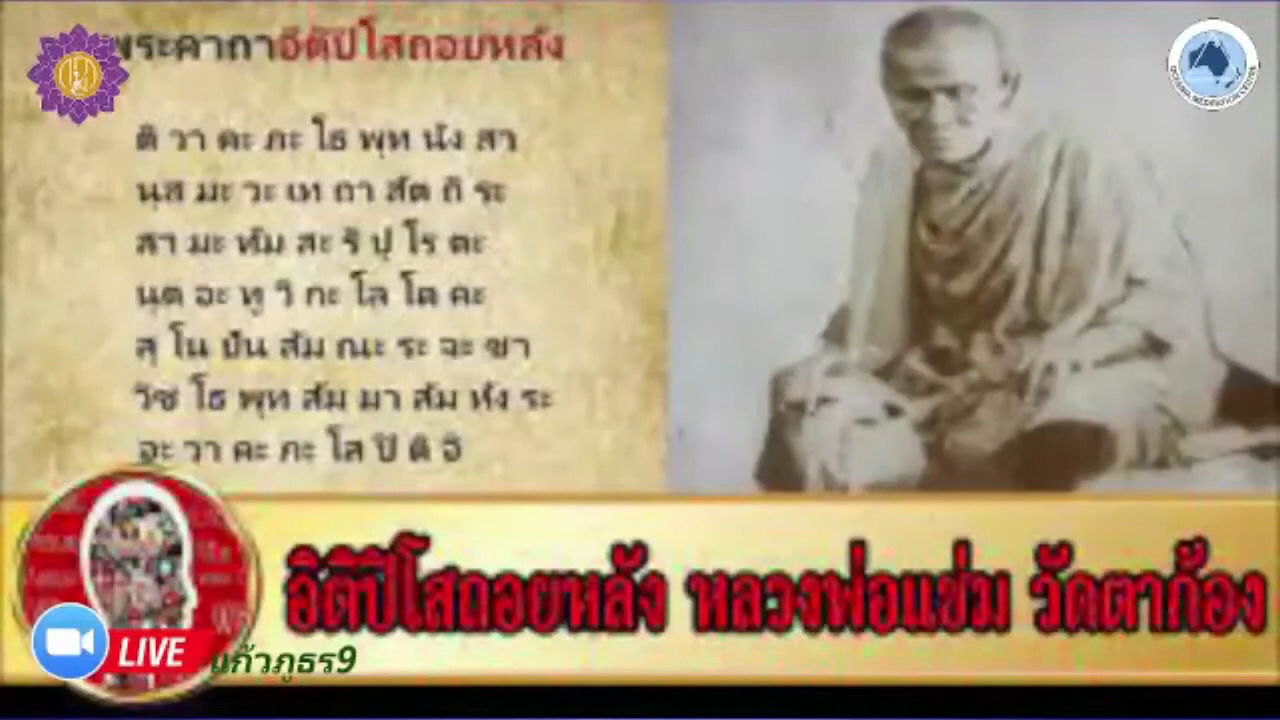 พระคาถาอิติปิโสถอยหลัง
ติ วา คะ ภะ โธ พุท นัง สา
นุส มะ วะ เท ถา สัต ถิ ระ
สา มะ ทัม สะ ริ ปุ โร ตะ
นุต อะ ทู วิ กะ โล โต คะ
สุ โน ปัน สัม ณะ ระ จะ ชา
วิช โธ พุท สัม มา สัม หัง ระ
อะ วา คะ ภะ โส ปิ ติ อิ
อิติปิโสถอยหลัง หลวงพ่อแช่ม วัดตาก้อง
LIVE
แก้วภูธร9